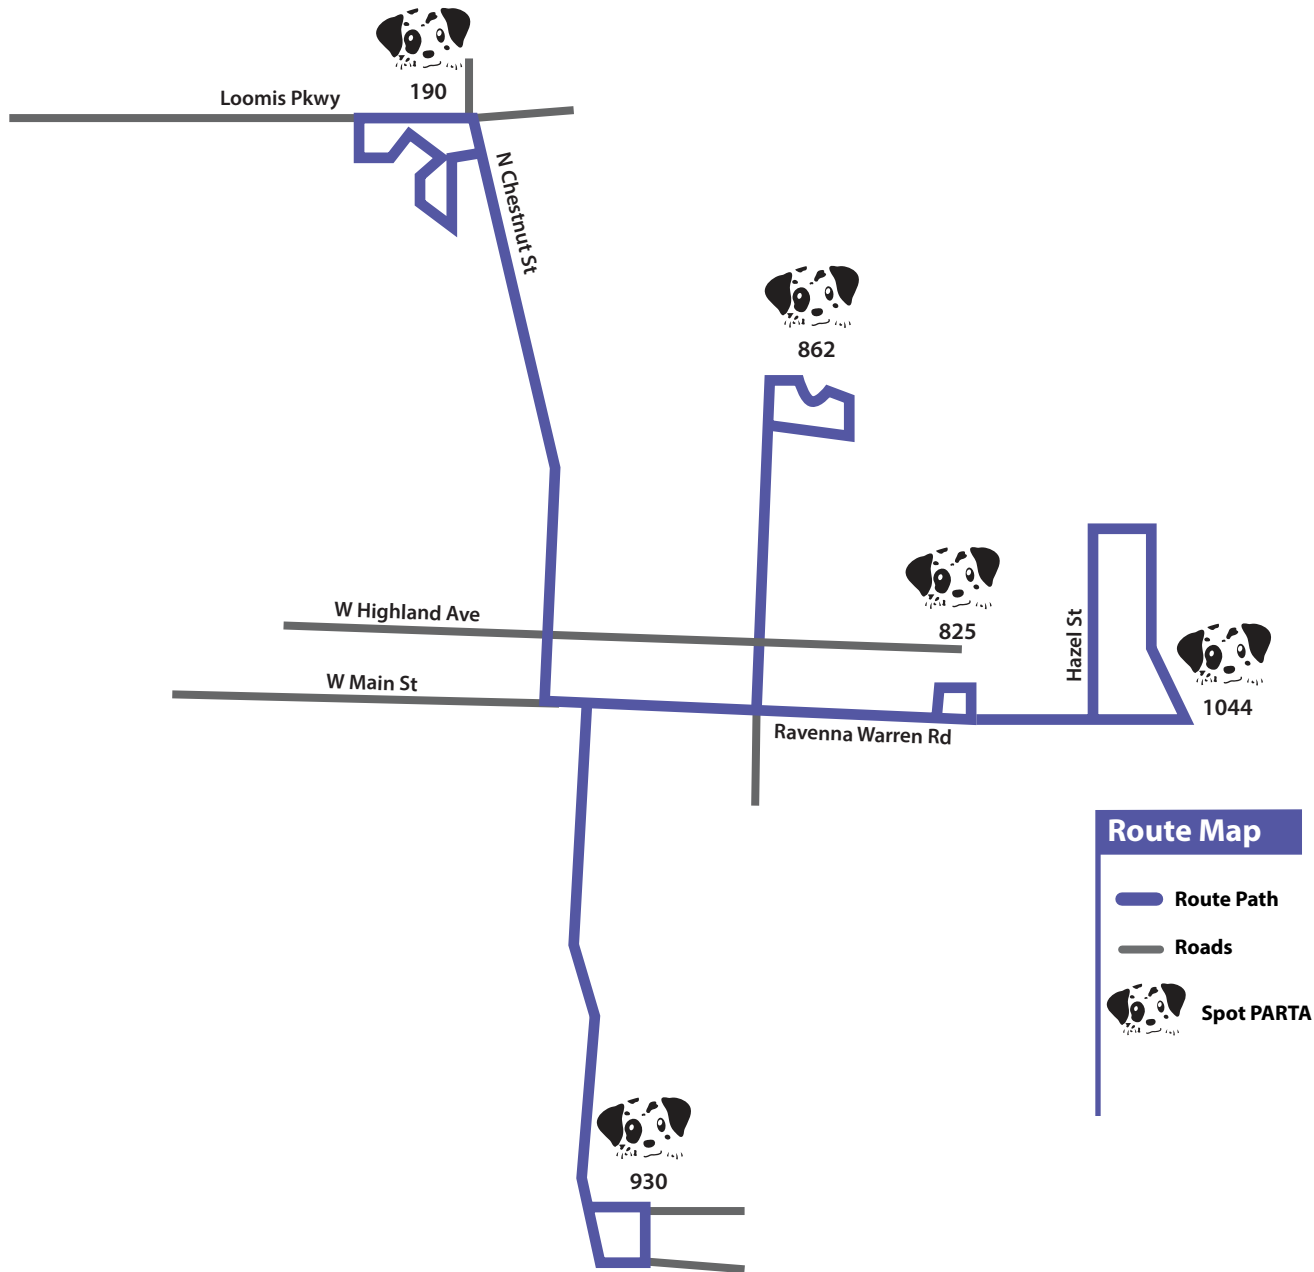 190
Loomis Pkwy
N Chestnut St
862
W Highland Ave
825
Hazel St
W Main St
1044
Ravenna Warren Rd
Route Map
Route Path
Roads
Spot PARTA
930